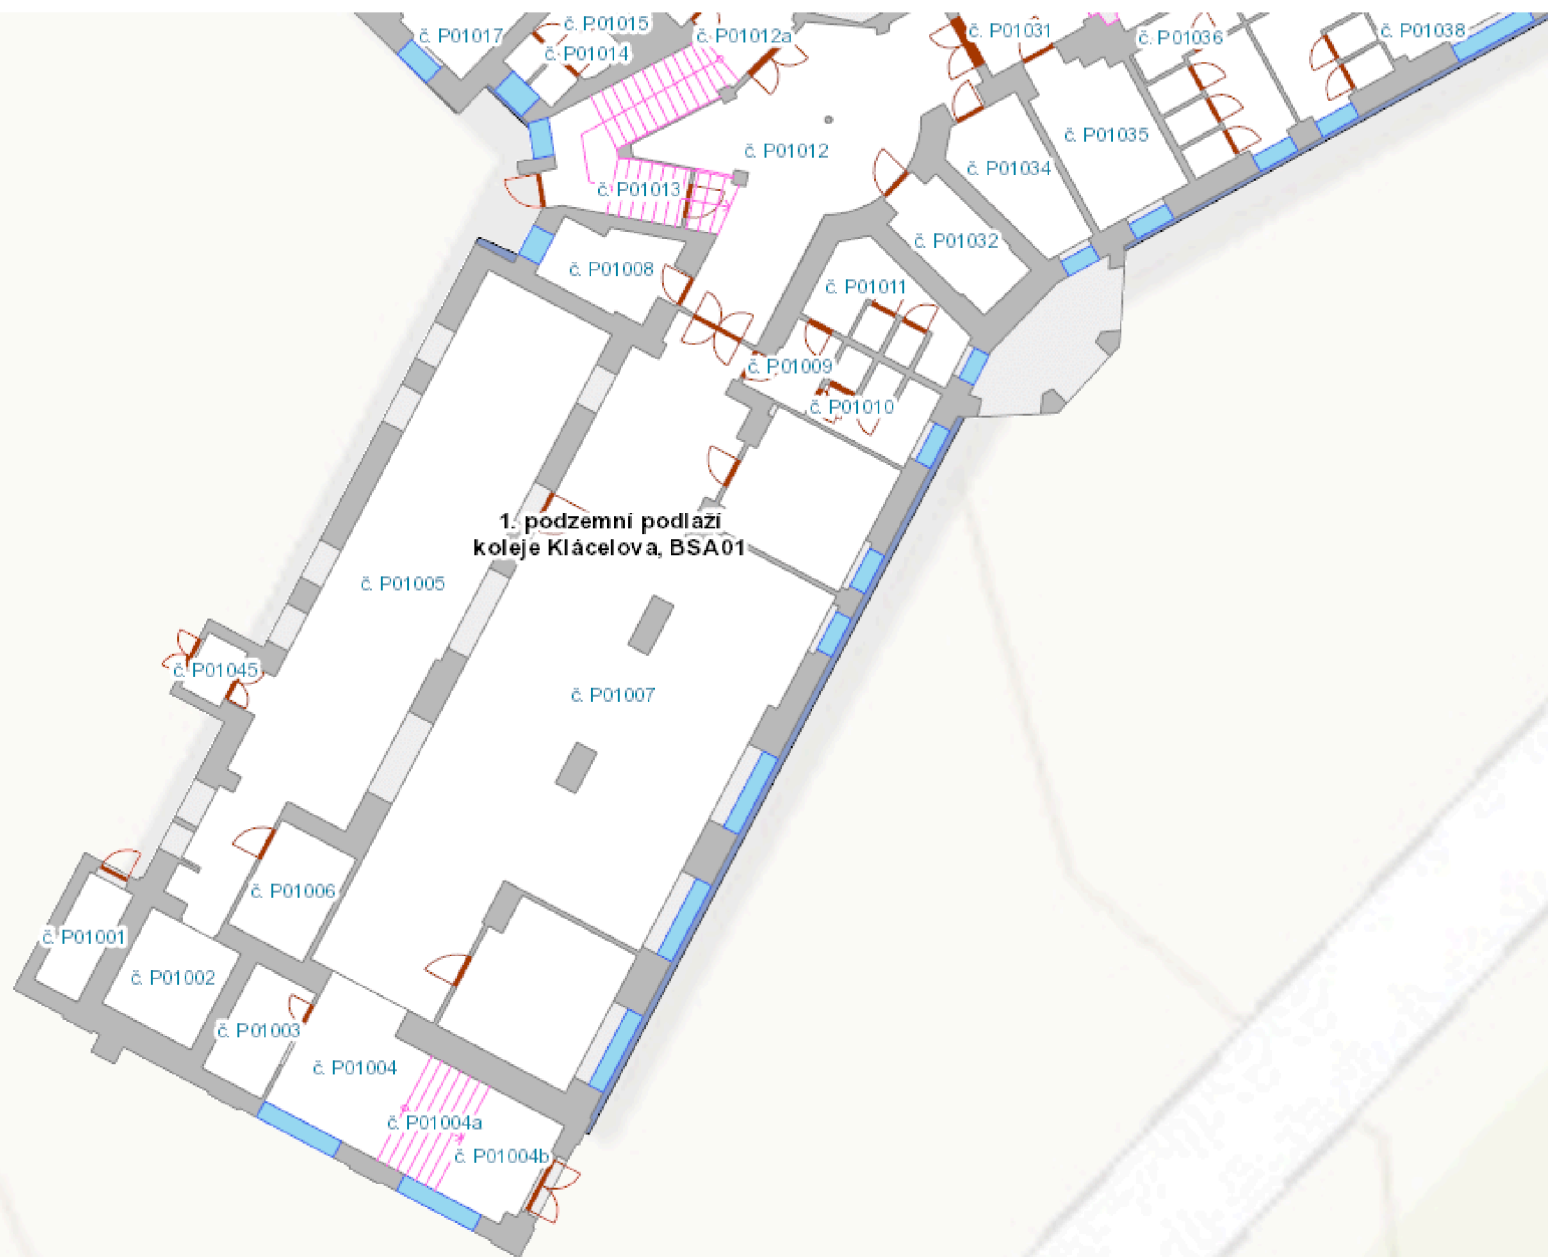 č. P01017
č. P01015
č. P01014
č. P01012a
č. P01031
č. P01036
č. P01038
č. P01035
č. P01012
č. P01034
č. P01013
č. P01032
č. P01008
č. P01011
č. P01009
č. P01010
1. podzemní podlaží
koleje Klácelova, BSA01
č. P01005
č. P01045
č. P01007
č. P01006
č. P01001
č. P01002
č. P01003
č. P01004
č. P01004a
č. P01004b